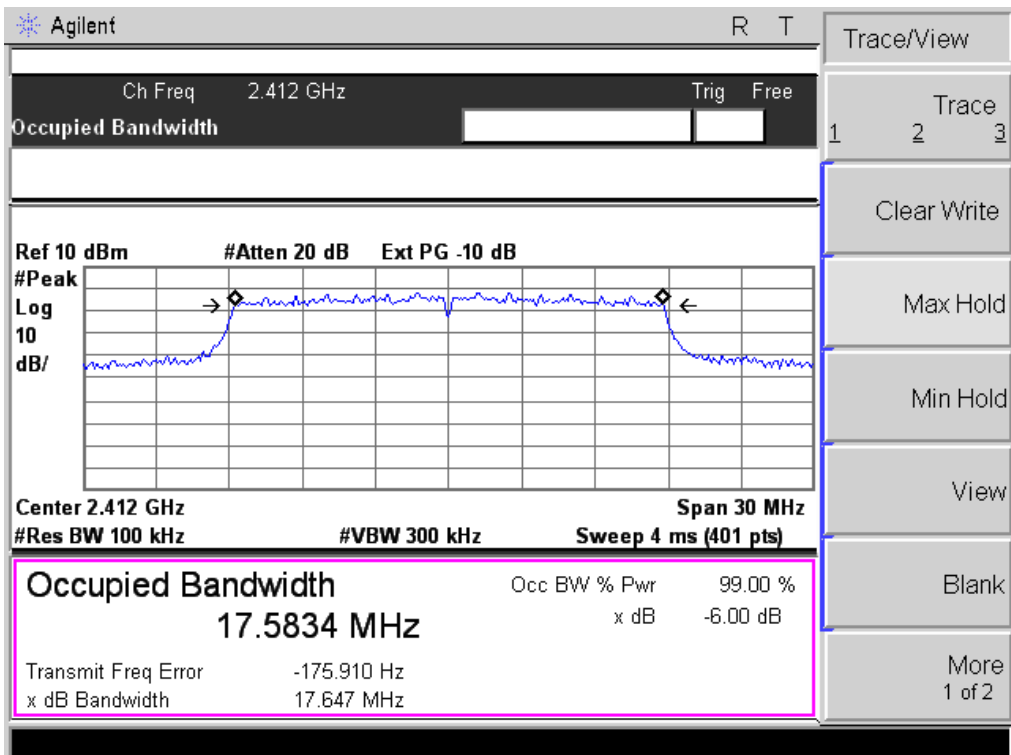 Agilent R T
Trace/View
Ch Freq 2.412 GHz Trig Free
Occupied Bandwidth
Trace
1 2 3
Clear Write
Ref 10 dBm #Atten 20 dB Ext PG -10 dB
#Peak
Log
10
dB/
Max Hold
Min Hold
View
Center 2.412 GHz Span 30 MHz
#Res BW 100 kHz #VBW 300 kHz Sweep 4 ms (401 pts)
Occupied Bandwidth
17.5834 MHz
Occ BW % Pwr 99.00 %
x dB -6.00 dB
Transmit Freq Error -175.910 Hz
x dB Bandwidth 17.647 MHz
Blank
More
1 of 2